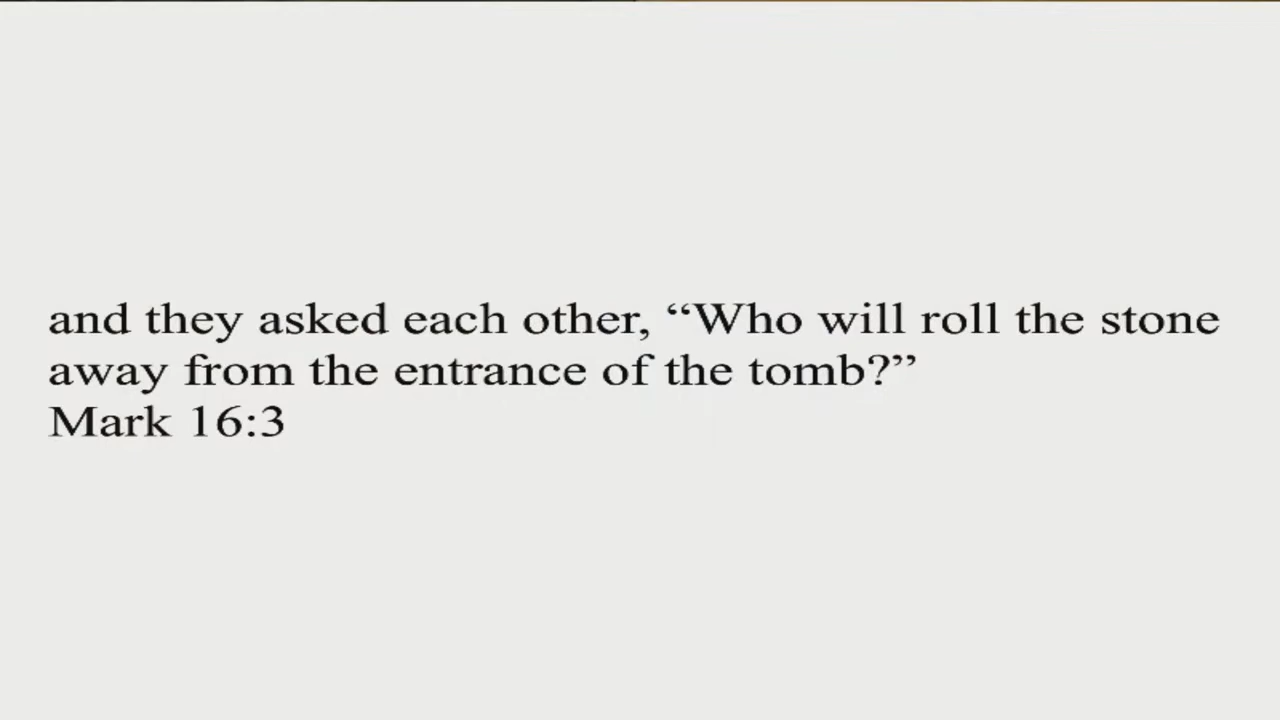 and they asked each other, “Who will roll the stone
away from the entrance of the tomb?”
Mark 16:3